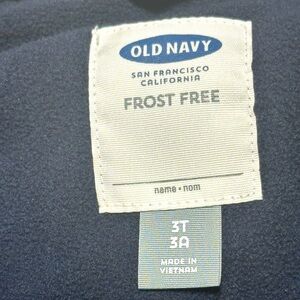 OLD NAVY
SAN FRANCISCO
CALIFORNIA
FROST FREE
name • nom
3T
3A
MADE IN
VIETNAM